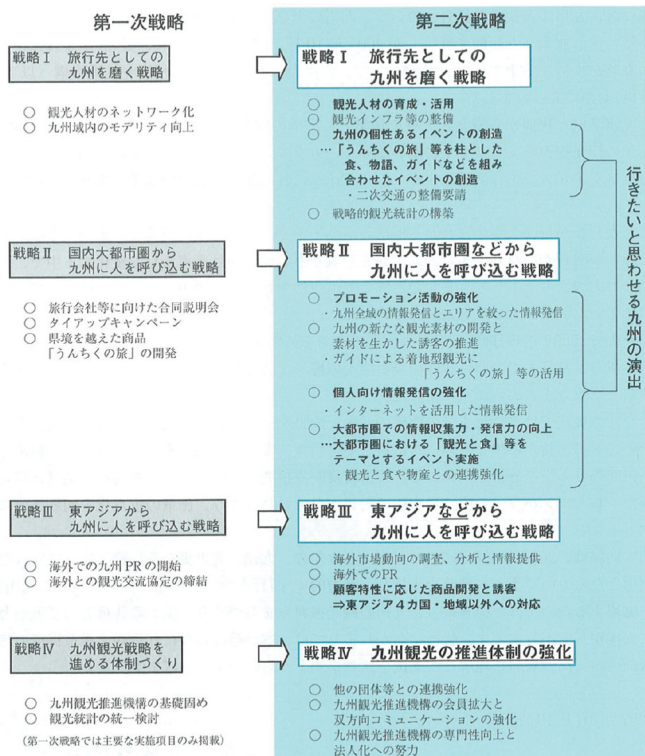 第一次戦略
戦略Ⅰ 旅行先としての
九州を磨く戦略
○ 観光人材のネットワーク化
○ 九州域内のモデリティ向上
戦略Ⅱ 国内大都市圏から
九州に人を呼び込む戦略
○ 旅行会社等に向けた合同説明会
○ タイアップキャンペーン
○ 県境を越えた商品
「うんちくの旅」の開発
戦略Ⅲ 東アジアから
九州に人を呼び込む戦略
○ 海外での九州PRの開始
○ 海外との観光交流協定の締結
戦略Ⅳ 九州観光戦略を
進める体制づくり
○ 九州観光推進機構の基礎固め
○ 観光統計の統一検討
(第一次戦略では主要な実施項目のみ掲載)
第二次戦略
戦略Ⅰ 旅行先としての
九州を磨く戦略
○ 観光人材の育成・活用
○ 観光インフラ等の整備
○ 九州の個性あるイベントの創造
…「うんちくの旅」等を柱とした
食、物語、ガイドなどを組み
合わせたイベントの創造
・二次交通の整備要請
○ 戦略的観光統計の構築
戦略Ⅱ 国内大都市圏などから
九州に人を呼び込む戦略
○ プロモーション活動の強化
・九州全域の情報発信とエリアを絞った情報発信
○ 九州の新たな観光素材の開発と
素材を生かした誘客の推進
・ガイドによる着地型観光に
「うんちくの旅」等の活用
○ 個人向け情報発信の強化
・インターネットを活用した情報発信
○ 大都市圏での情報収集力・発信力の向上
…大都市圏における「観光と食」等を
テーマとするイベント実施
・観光と食や物産との連携強化
戦略Ⅲ 東アジアなどから
九州に人を呼び込む戦略
○ 海外市場動向の調査、分析と情報提供
○ 海外でのPR
○ 顧客特性に応じた商品開発と誘客
⇒東アジア4カ国・地域以外への対応
戦略Ⅳ 九州観光の推進体制の強化
○ 他の団体等との連携強化
○ 九州観光推進機構の会員拡大と
双方向コミュニケーションの強化
○ 九州観光推進機構の専門性向上と
法人化への努力
行きたいと思わせる九州の演出